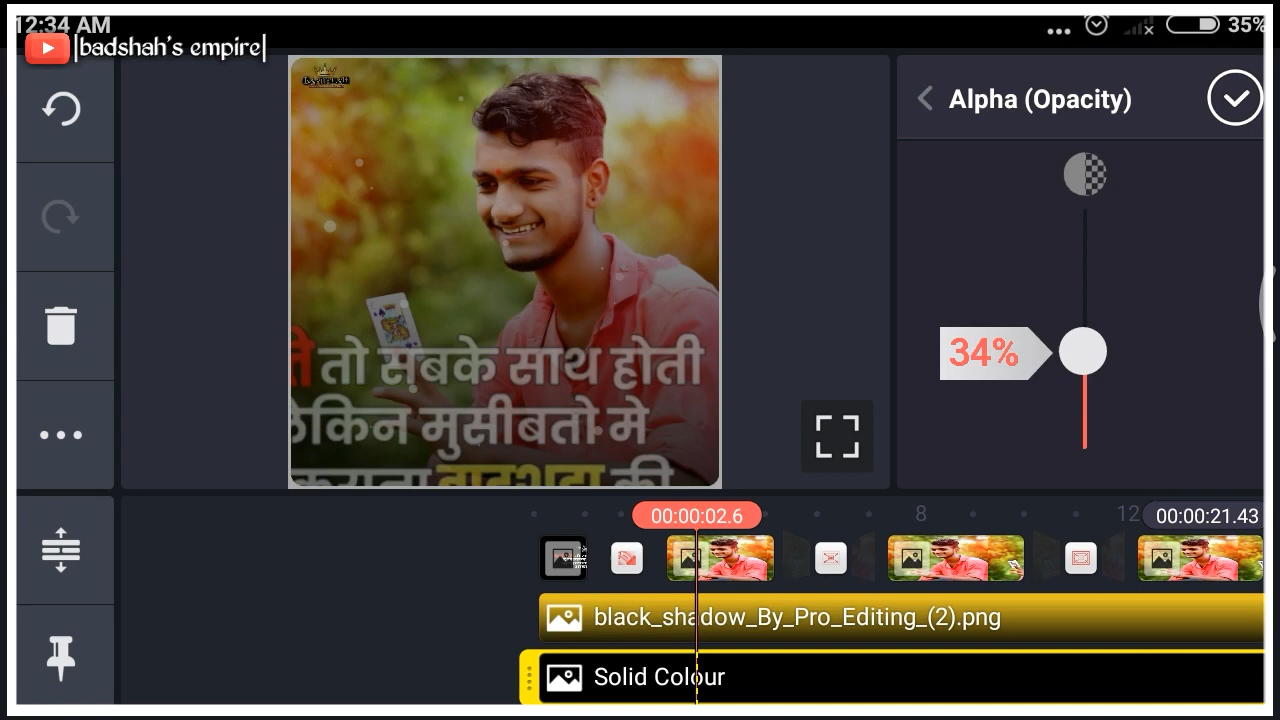 12:34 AM
35%
|badshah's empire|
Alpha (Opacity)
34%
तो सबके साथ होती
लेकिन मुसीबतो मे
की
00:00:02.6
8
12
00:00:21.43
black_shadow_By_Pro_Editing_(2).png
Solid Colour